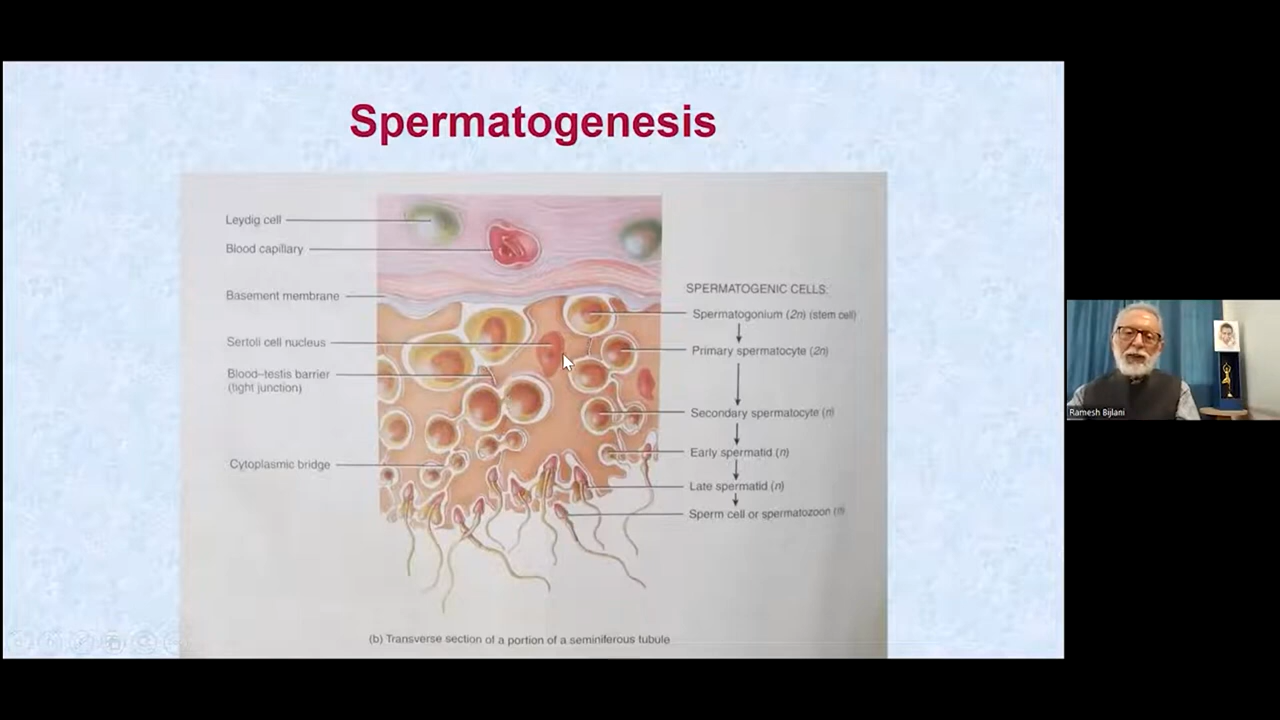 Spermatogenesis
Leydig cell
Blood capillary
Basement membrane
Sertoli cell nucleus
Blood–testis barrier
(tight junction)
Cytoplasmic bridge
SPERMATOGENIC CELLS:
Spermatogonium (2n) (stem cell)
Primary spermatocyte (2n)
Secondary spermatocyte (n)
Early spermatid (n)
Late spermatid (n)
Sperm cell or spermatozoon (n)
(b) Transverse section of a portion of a seminiferous tubule
Ramesh Bijlani